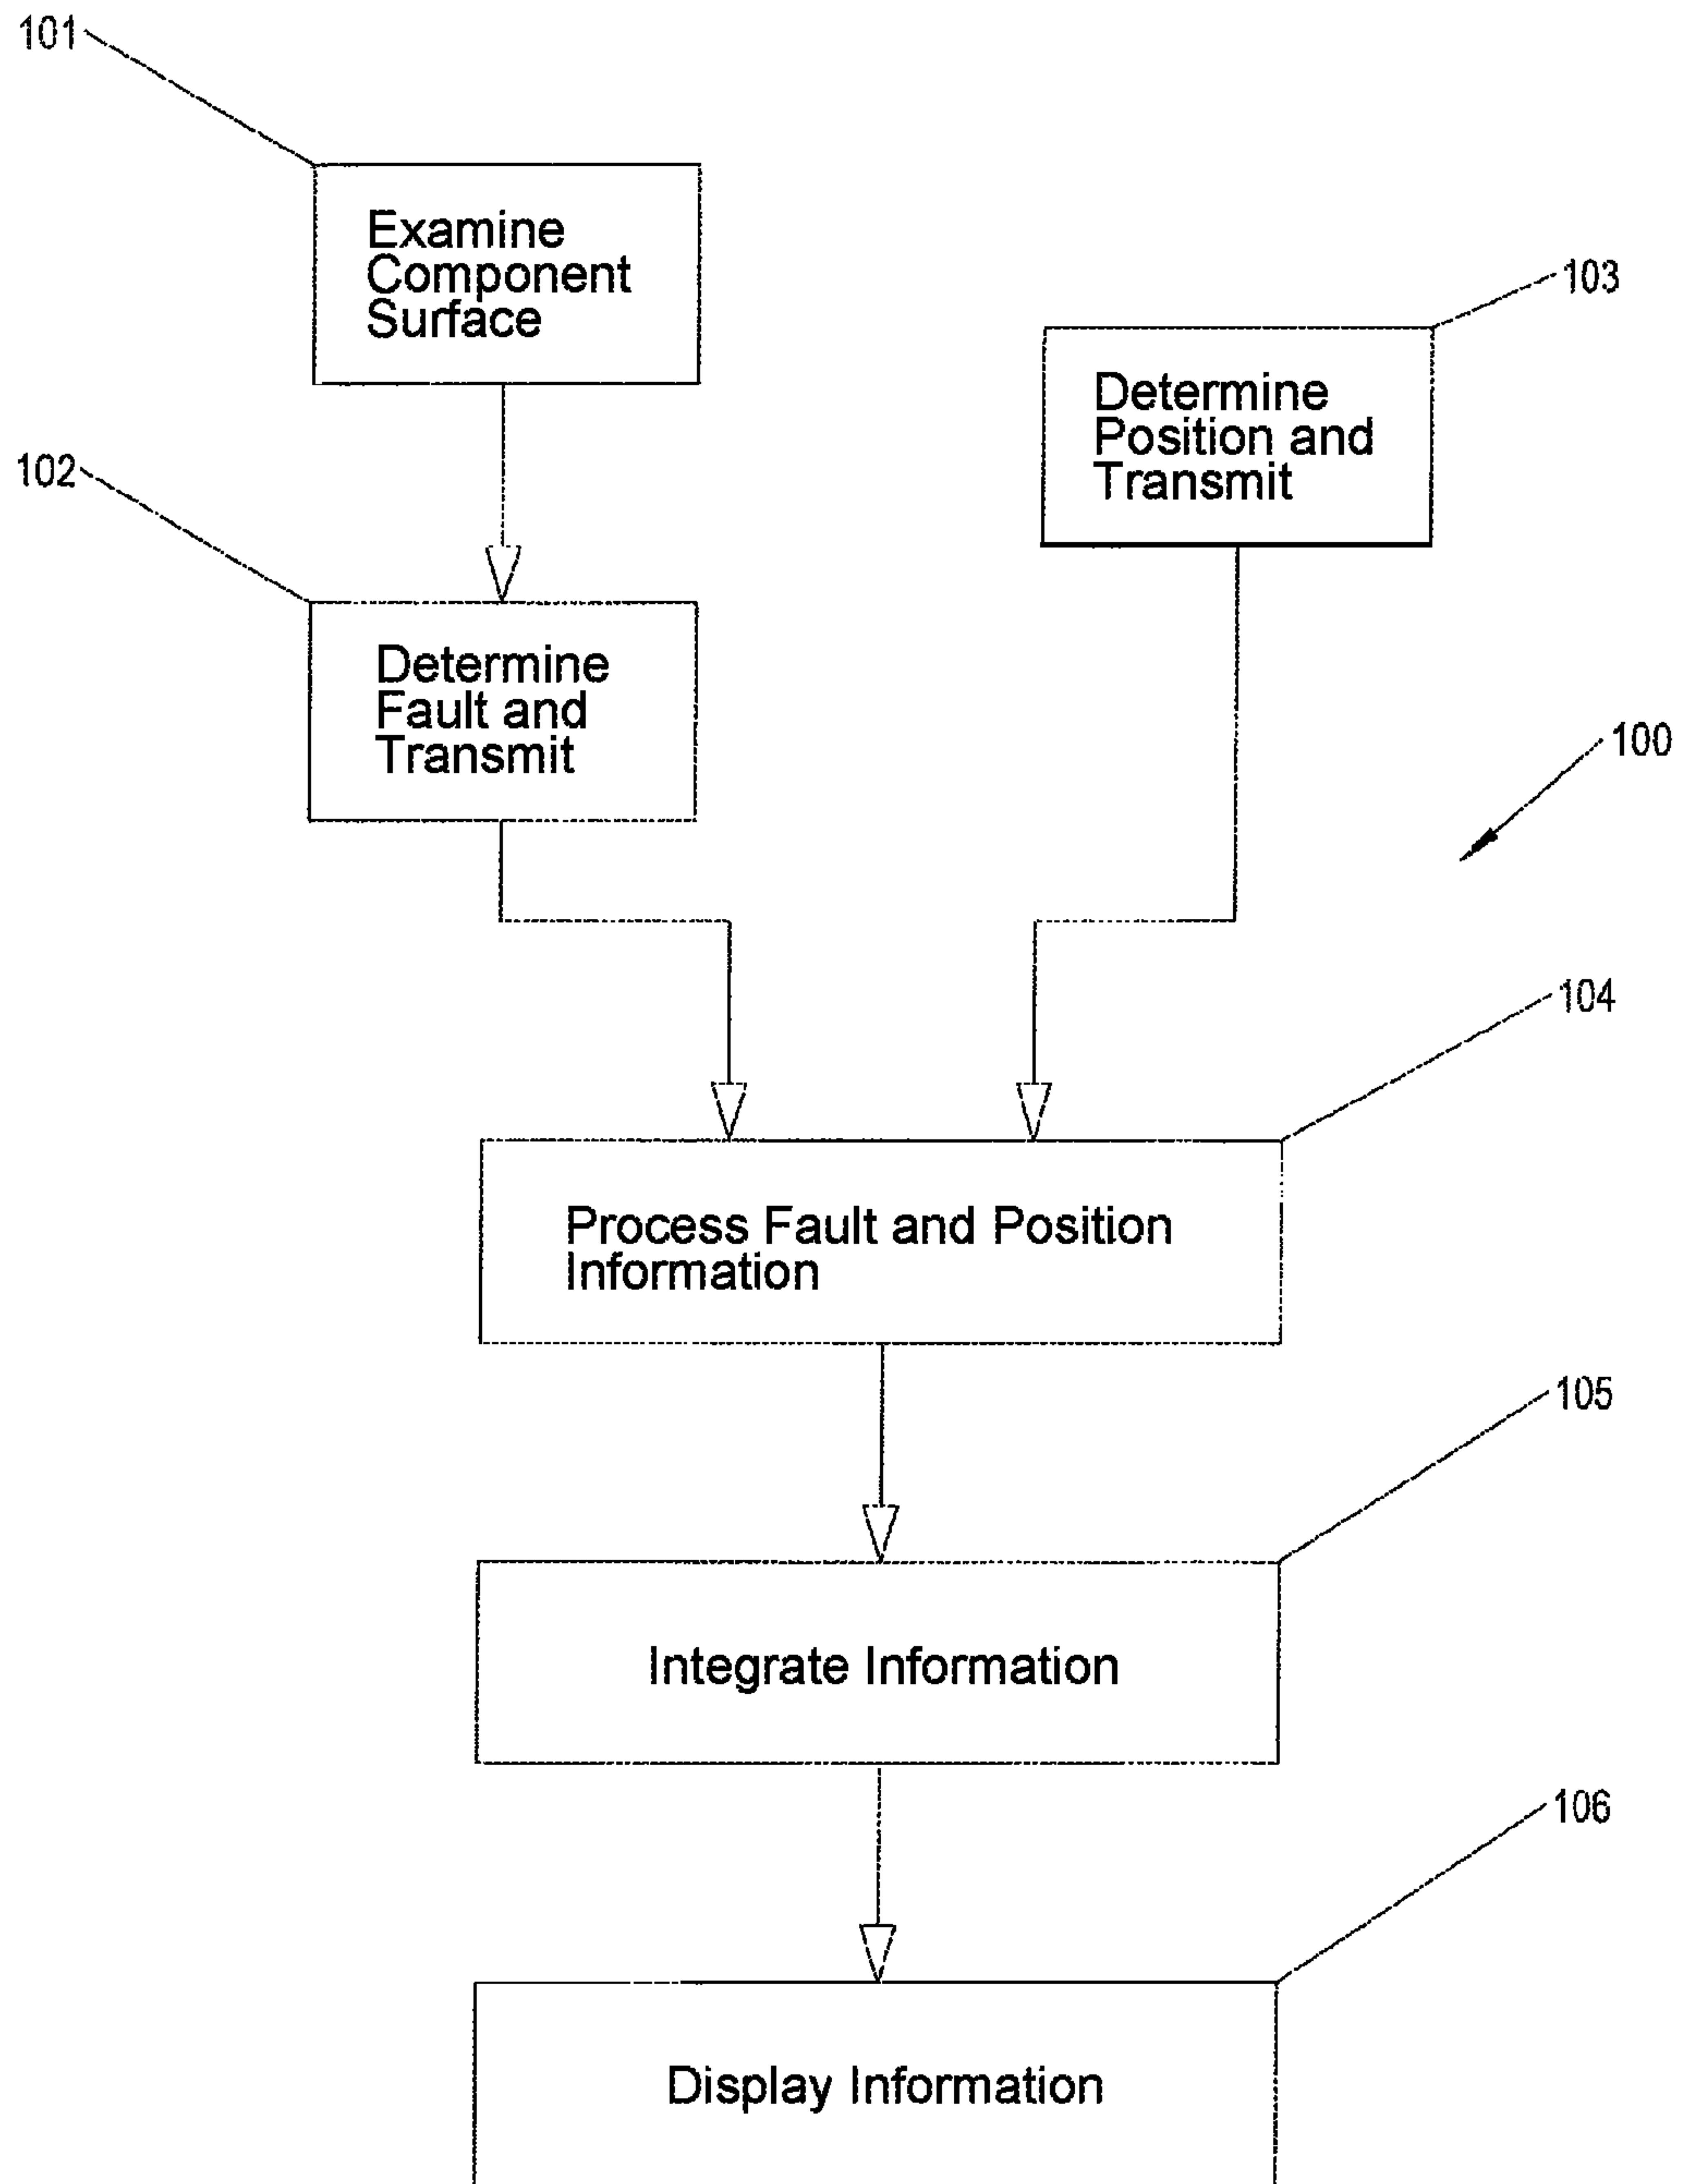 101
Examine
Component
Surface
103
Determine
Position and
Transmit
102
Determine
Fault and
Transmit
100
104
Process Fault and Position
Information
105
Integrate Information
106
Display Information